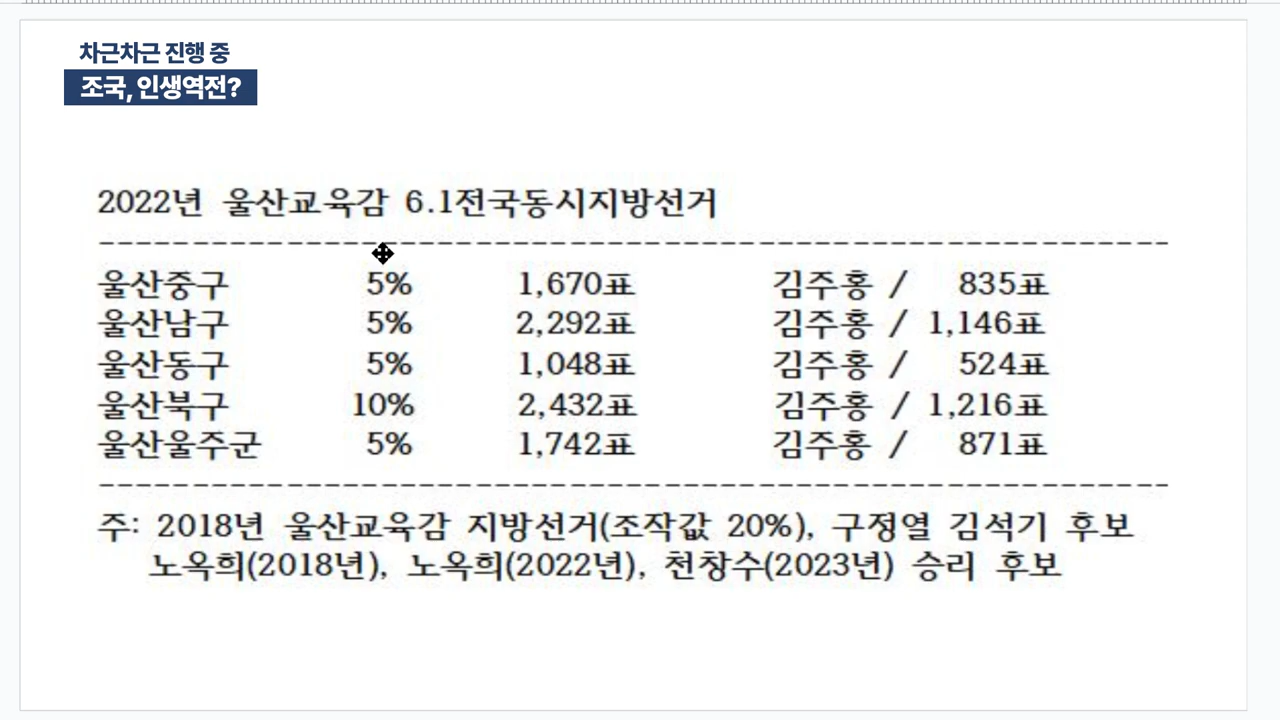 차근차근 진행 중
조국, 인생역전?
2022년 울산교육감 6.1전국동시지방선거
울산중구 5% 1,670표 김주홍 / 835표
울산남구 5% 2,292표 김주홍 / 1,146표
울산동구 5% 1,048표 김주홍 / 524표
울산북구 10% 2,432표 김주홍 / 1,216표
울산울주군 5% 1,742표 김주홍 / 871표
주: 2018년 울산교육감 지방선거(조작값 20%), 구정열 김석기 후보
노옥희(2018년), 노옥희(2022년), 천창수(2023년) 승리 후보